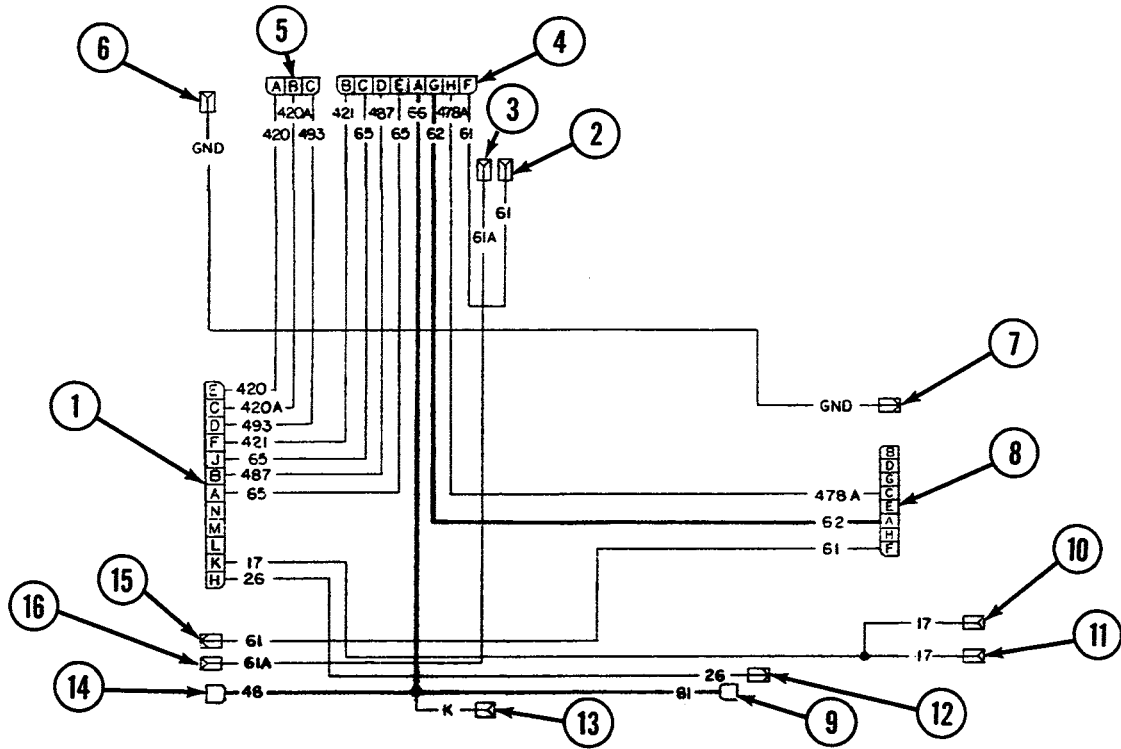 6
5
4
A B C
B C D E A G H F
420A
421 487 66 478A
420 493
65 65 62 61
3
2
GND
61
61A
7
GND
1
E 420
C 420A
D 493
F 421
J 65
B 487
A 65
N
M
L
K 17
H 26
8
B
D
G
C
E
A
H
F
478A
62
61
10
17
11
17
15
61
16
61A
14
48
26
12
81
9
K
13